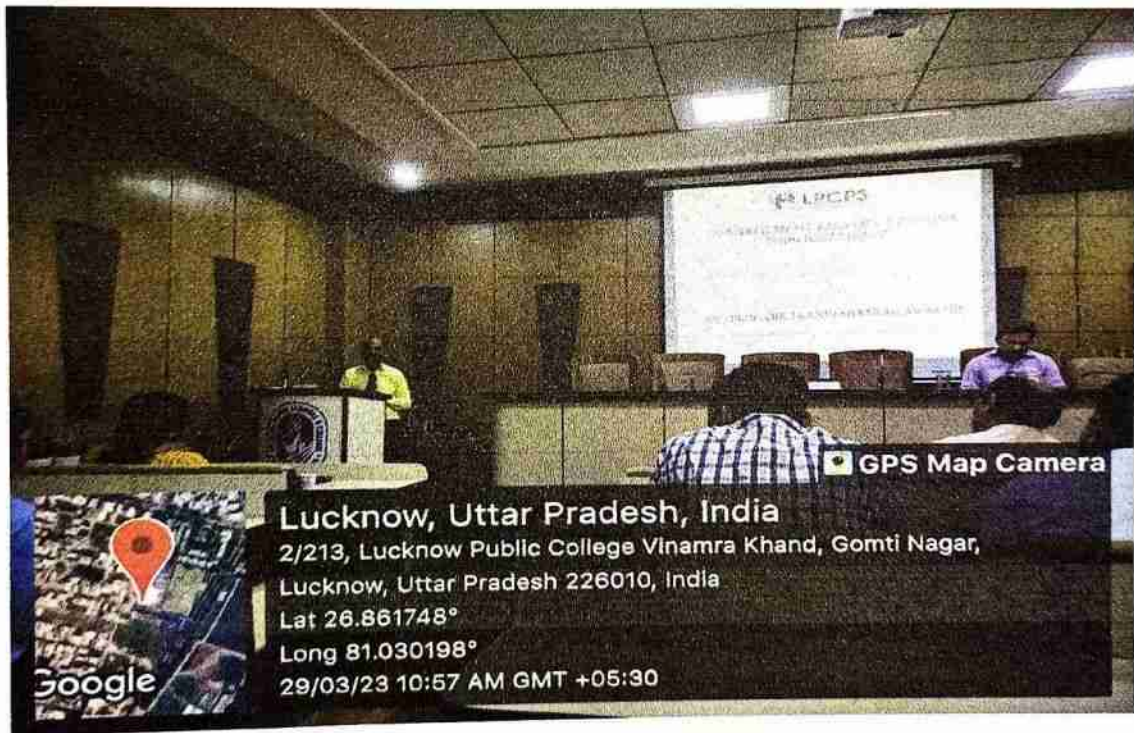 LPCPS
GPS Map Camera
Lucknow, Uttar Pradesh, India
2/213, Lucknow Public College Vinamra Khand, Gomti Nagar,
Lucknow, Uttar Pradesh 226010, India
Lat 26.861748°
Long 81.030198°
29/03/23 10:57 AM GMT +05:30
Google